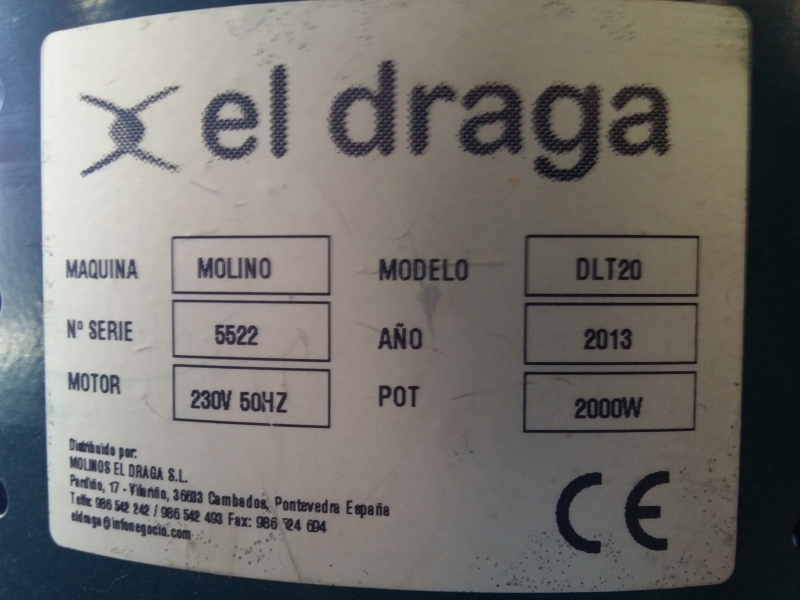 el draga
MAQUINA MOLINO MODELO DLT20
Nº SERIE 5522 AÑO 2013
MOTOR 230V 50HZ POT 2000W
Distribuido por:
MOLINOS EL DRAGA S.L.
Pardiño, 17 - Vilariño, 36633 Cambados, Pontevedra España
Telfs: 986 542 242 / 986 542 493 Fax: 986 524 694
eldraga@infonegocio.com
CE